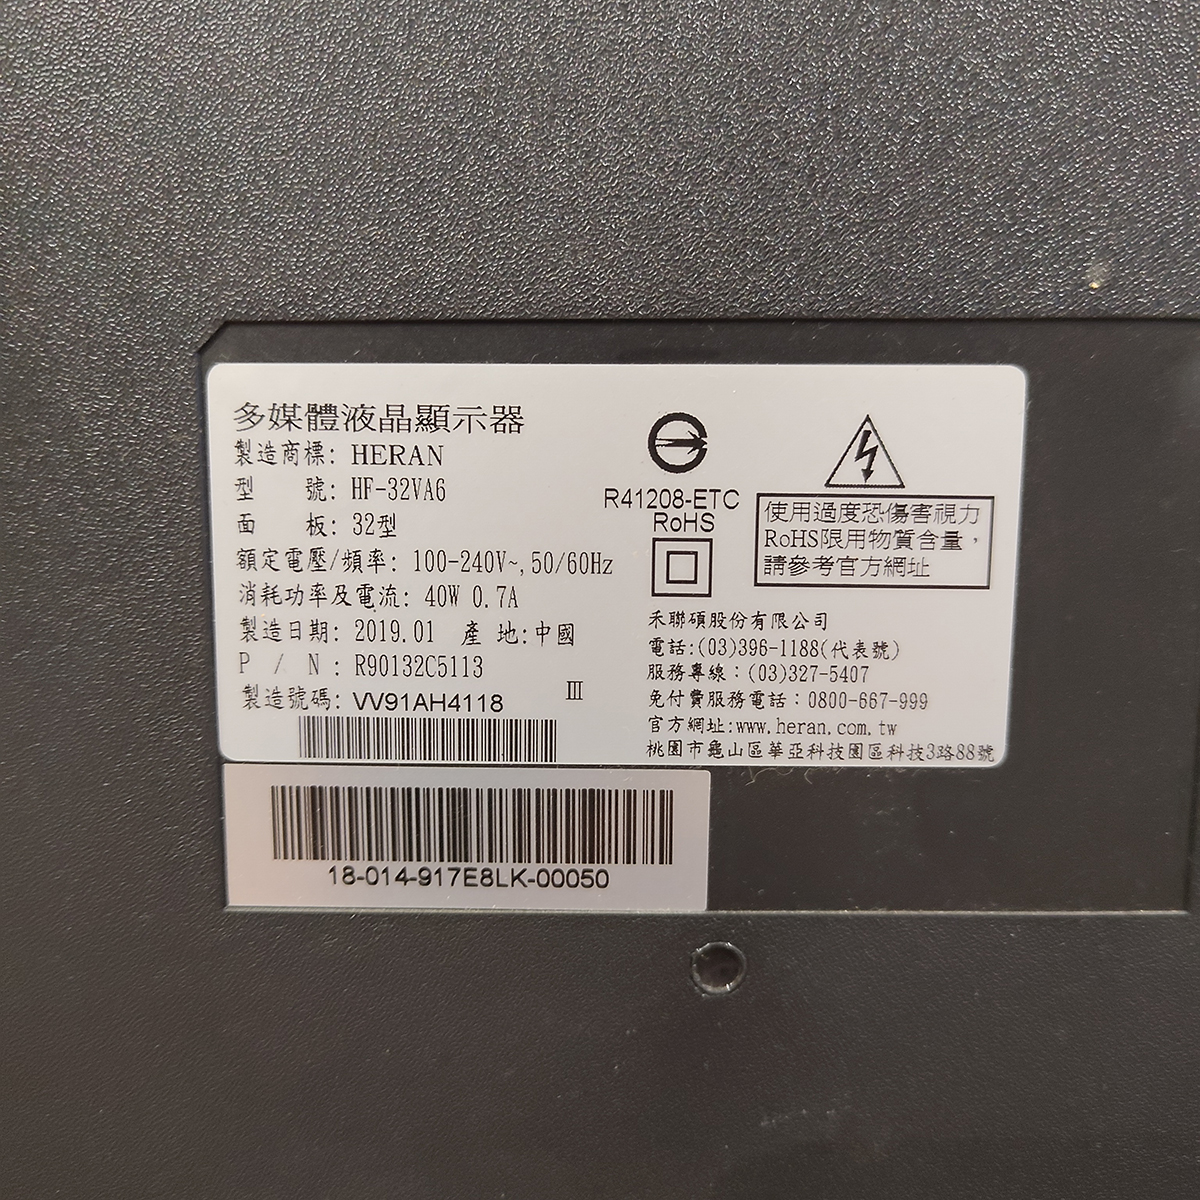 多媒體液晶顯示器
製造商標: HERAN
型 號: HF-32VA6
面 板: 32型
額定電壓/頻率: 100-240V~,50/60Hz
消耗功率及電流: 40W 0.7A
製造日期: 2019.01 產 地:中國
P / N : R90132C5113
製造號碼: VV91AH4118
III
R41208-ETC
RoHS
使用過度恐傷害視力
RoHS限用物質含量，
請參考官方網址
禾聯碩股份有限公司
電話:(03)396-1188(代表號)
服務專線：(03)327-5407
免付費服務電話：0800-667-999
官方網址:www.heran.com.tw
桃園市龜山區華亞科技園區科技3路88號
18-014-917E8LK-00050